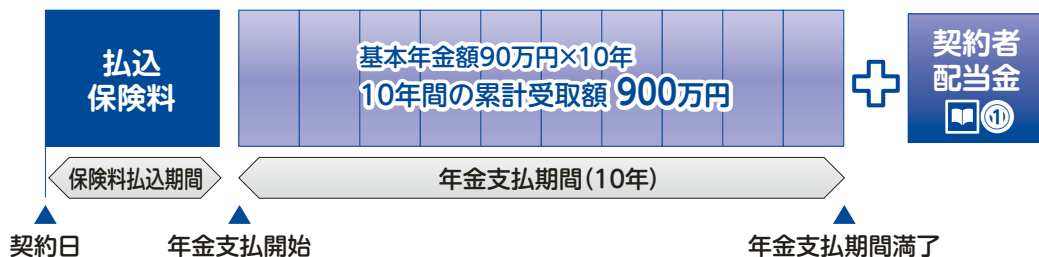 払込
保険料
基本年金額90万円×10年
10年間の累計受取額 900万円
契約者
配当金
①
保険料払込期間
年金支払期間(10年)
契約日
年金支払開始
年金支払期間満了